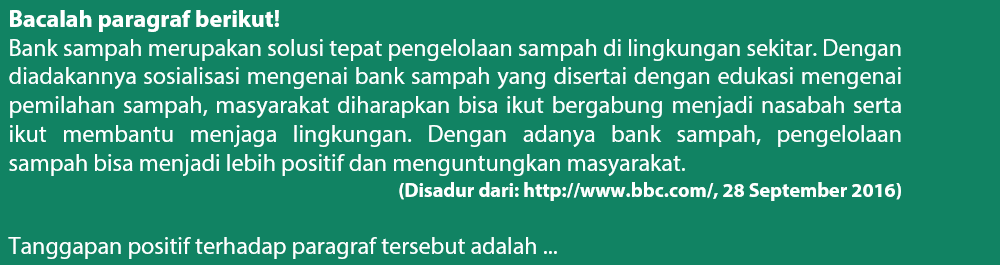 Bacalah paragraf berikut!
Bank sampah merupakan solusi tepat pengelolaan sampah di lingkungan sekitar. Dengan
diadakannya sosialisasi mengenai bank sampah yang disertai dengan edukasi mengenai
pemilahan sampah, masyarakat diharapkan bisa ikut bergabung menjadi nasabah serta
ikut membantu menjaga lingkungan. Dengan adanya bank sampah, pengelolaan
sampah bisa menjadi lebih positif dan menguntungkan masyarakat.
(Disadur dari: http://www.bbc.com/, 28 September 2016)
Tanggapan positif terhadap paragraf tersebut adalah ...